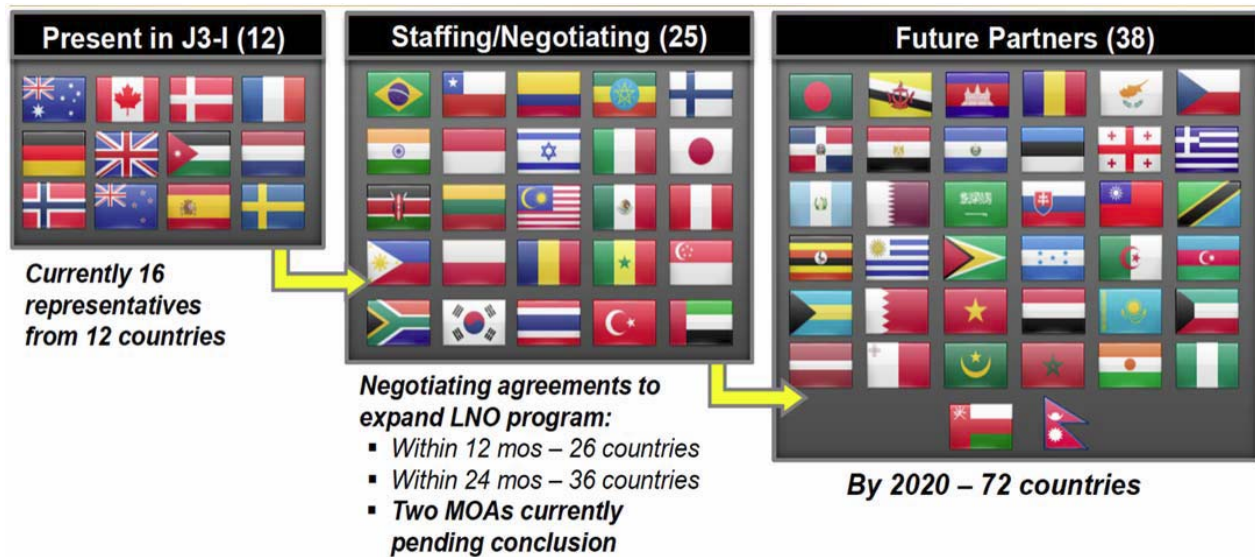 Present in J3-I (12)
Currently 16
representatives
from 12 countries
Staffing/Negotiating (25)
Negotiating agreements to
expand LNO program:
▪ Within 12 mos – 26 countries
▪ Within 24 mos – 36 countries
▪ Two MOAs currently
pending conclusion
Future Partners (38)
By 2020 – 72 countries